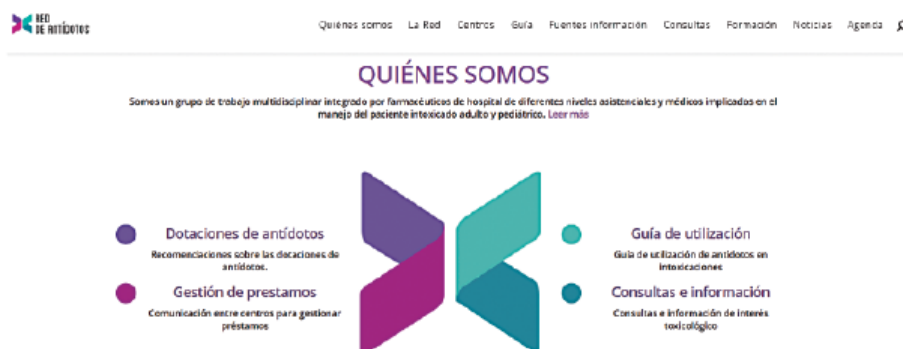 RED
DE ANTÍDOTOS
Quiénes somos La Red Centros Guía Fuentes información Consultas Formación Noticias Agenda
QUIÉNES SOMOS
Somos un grupo de trabajo multidisciplinar integrado por farmacéuticos de hospital de diferentes niveles asistenciales y médicos implicados en el
manejo del paciente intoxicado adulto y pediátrico. Leer más
Dotaciones de antídotos
Recomendaciones sobre las dotaciones de
antídotos.
Gestión de prestamos
Comunicación entre centros para gestionar
préstamos
Guía de utilización
Guía de utilización de antídotos en
intoxicaciones
Consultas e información
Consultas e información de interés
toxicológico